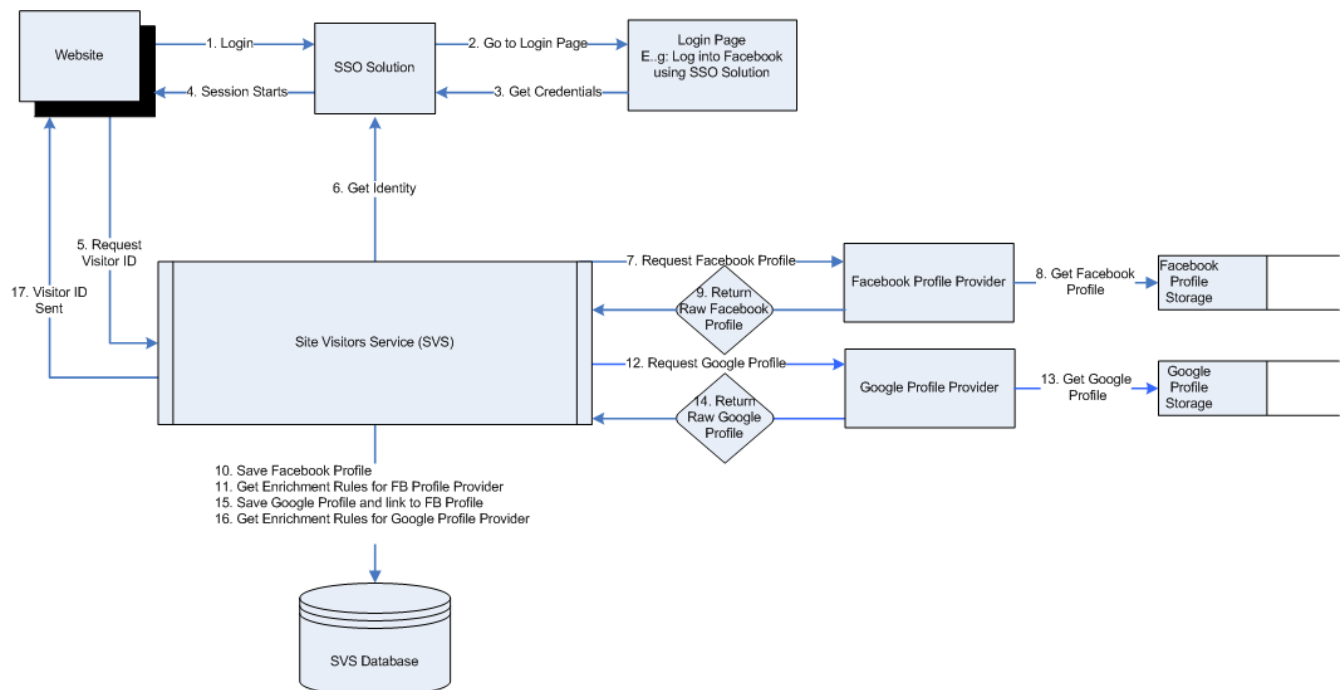 Website
1. Login
4. Session Starts
SSO Solution
2. Go to Login Page
3. Get Credentials
Login Page
E..g: Log into Facebook
using SSO Solution
6. Get Identity
5. Request
Visitor ID
17. Visitor ID
Sent
Site Visitors Service (SVS)
7. Request Facebook Profile
9. Return
Raw Facebook
Profile
Facebook Profile Provider
8. Get Facebook
Profile
Facebook
Profile
Storage
12. Request Google Profile
14. Return
Raw Google
Profile
Google Profile Provider
13. Get Google
Profile
Google
Profile
Storage
10. Save Facebook Profile
11. Get Enrichment Rules for FB Profile Provider
15. Save Google Profile and link to FB Profile
16. Get Enrichment Rules for Google Profile Provider
SVS Database